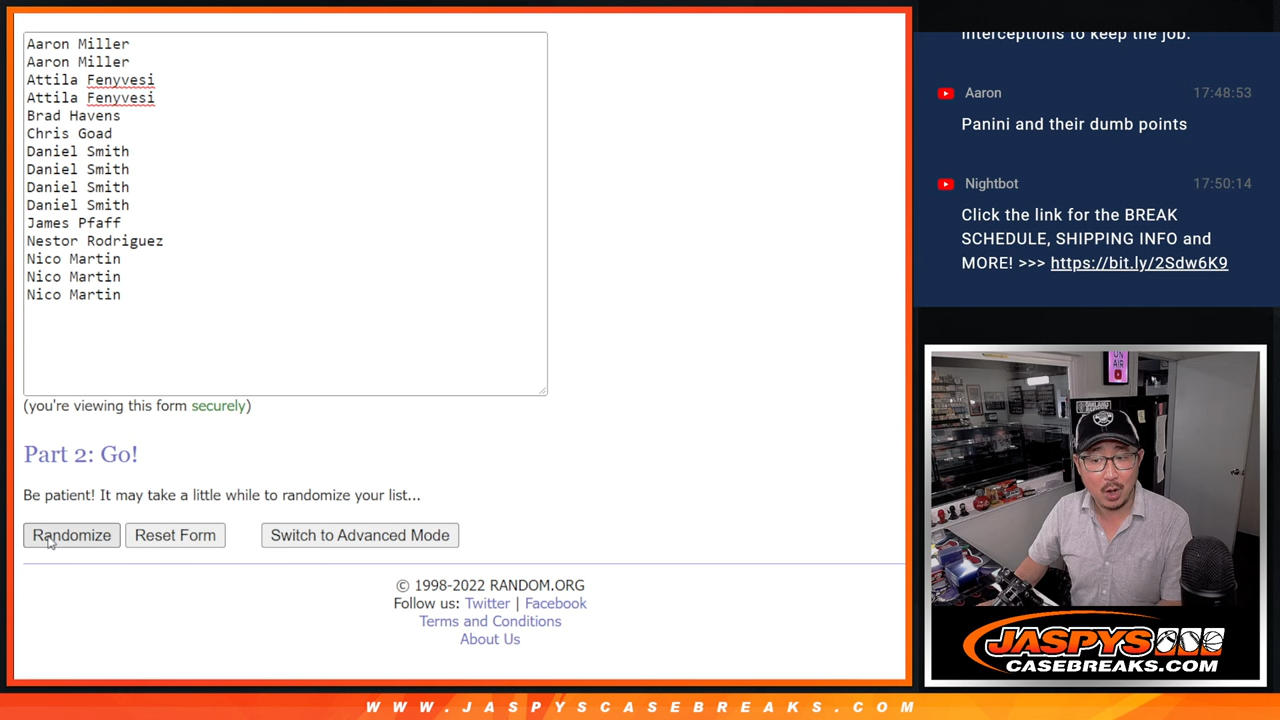 Aaron Miller
Aaron Miller
Attila Fenyvesi
Attila Fenyvesi
Brad Havens
Chris Goad
Daniel Smith
Daniel Smith
Daniel Smith
Daniel Smith
James Pfaff
Nestor Rodriguez
Nico Martin
Nico Martin
Nico Martin
(you're viewing this form securely)
Part 2: Go!
Be patient! It may take a little while to randomize your list...
Randomize
Reset Form
Switch to Advanced Mode
© 1998-2022 RANDOM.ORG
Follow us: Twitter | Facebook
Terms and Conditions
About Us
interceptions to keep the job.
Aaron 17:48:53
Panini and their dumb points
Nightbot 17:50:14
Click the link for the BREAK
SCHEDULE, SHIPPING INFO and
MORE! >>> https://bit.ly/2Sdw6K9
ON
AIR
JASPYS
CASEBREAKS.COM
WWW.JASPYSCASEBREAKS.COM